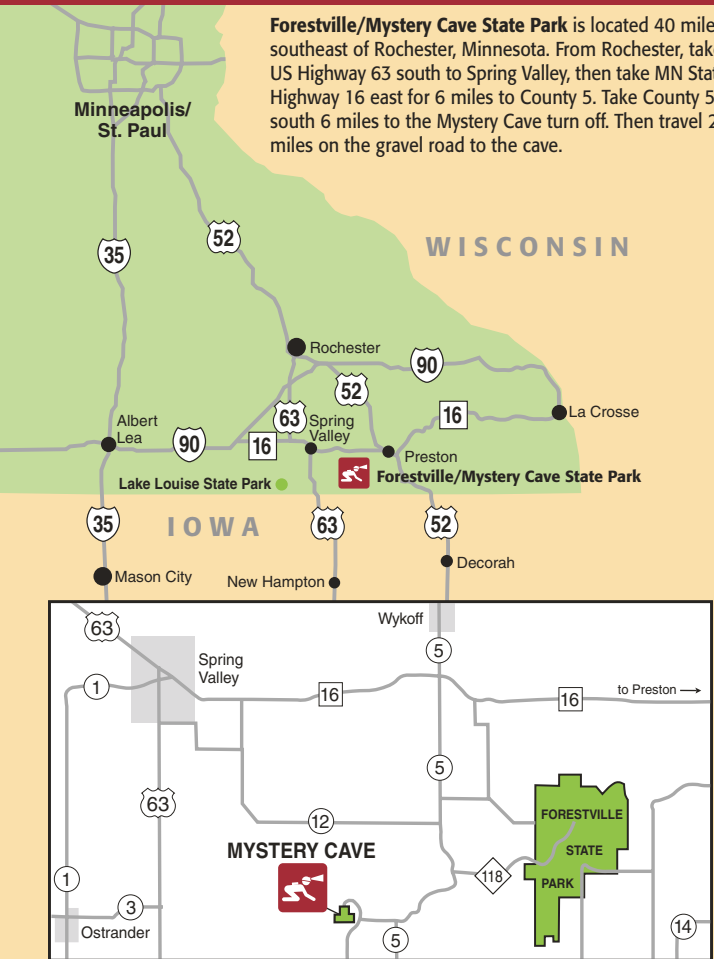 Forestville/Mystery Cave State Park is located 40 mile
southeast of Rochester, Minnesota. From Rochester, take
US Highway 63 south to Spring Valley, then take MN Stat
Highway 16 east for 6 miles to County 5. Take County 5
south 6 miles to the Mystery Cave turn off. Then travel 2
miles on the gravel road to the cave.
Minneapolis/
St. Paul
52
35
WISCONSIN
Rochester
90
52
63
16
La Crosse
Albert
Lea
Spring
Valley
90
16
Preston
Lake Louise State Park
Forestville/Mystery Cave State Park
35
IOWA
63
52
Decorah
Mason City
New Hampton
63
Wykoff
5
Spring
Valley
1
16
16
to Preston
5
63
12
FORESTVILLE
STATE
PARK
MYSTERY CAVE
118
1
3
Ostrander
5
14